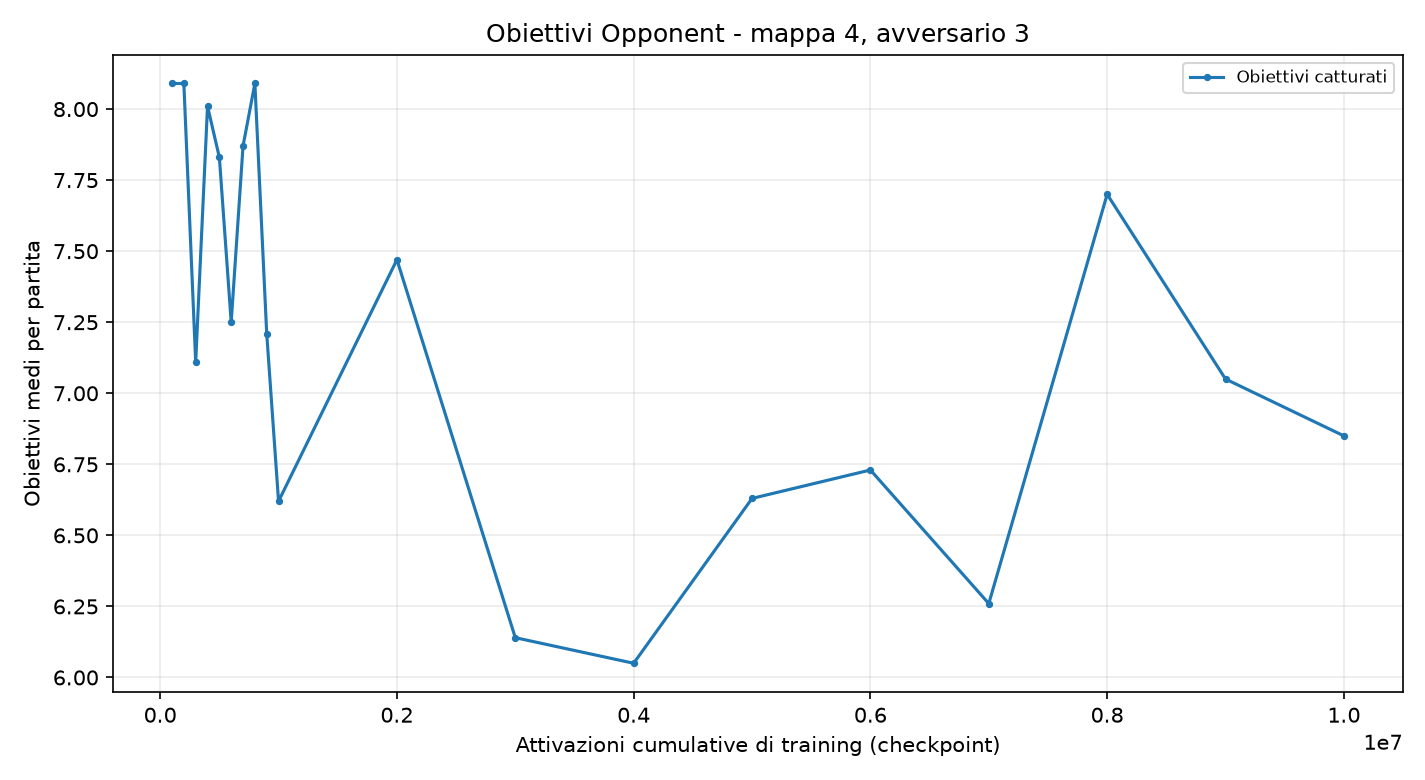 Obiettivi Opponent - mappa 4, avversario 3
Obiettivi catturati
Obiettivi medi per partita
8.00
7.75
7.50
7.25
7.00
6.75
6.50
6.25
6.00
0.0 0.2 0.4 0.6 0.8 1.0
1e7
Attivazioni cumulative di training (checkpoint)